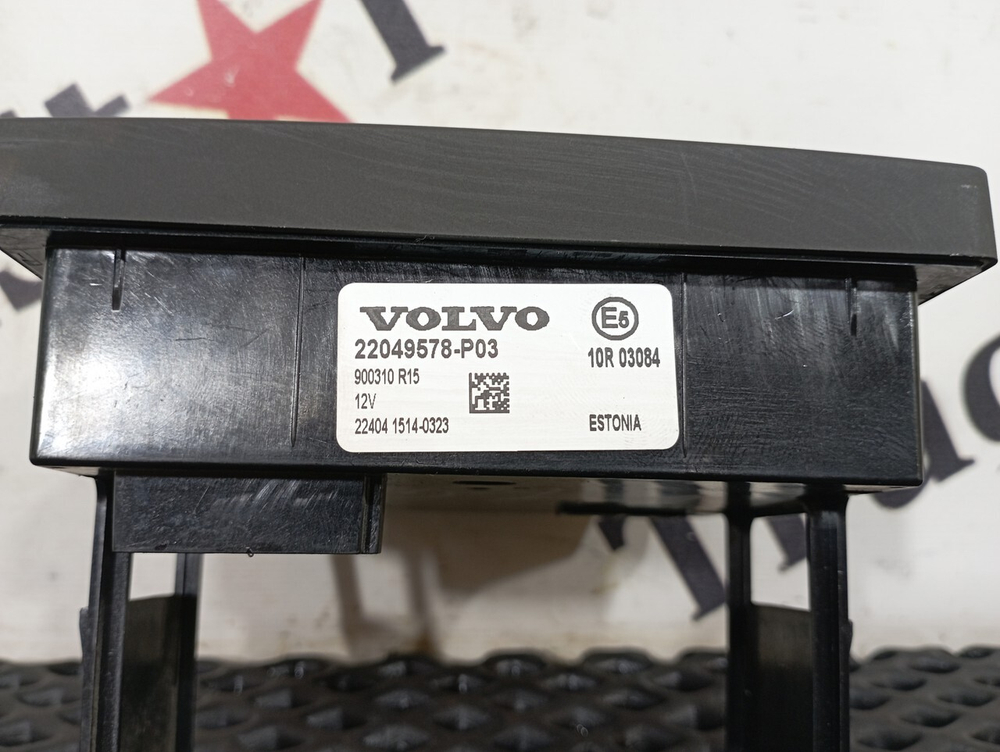 VOLVO
E5
22049578-P03
10R 03084
900310 R15
12V
22404 1514-0323
ESTONIA